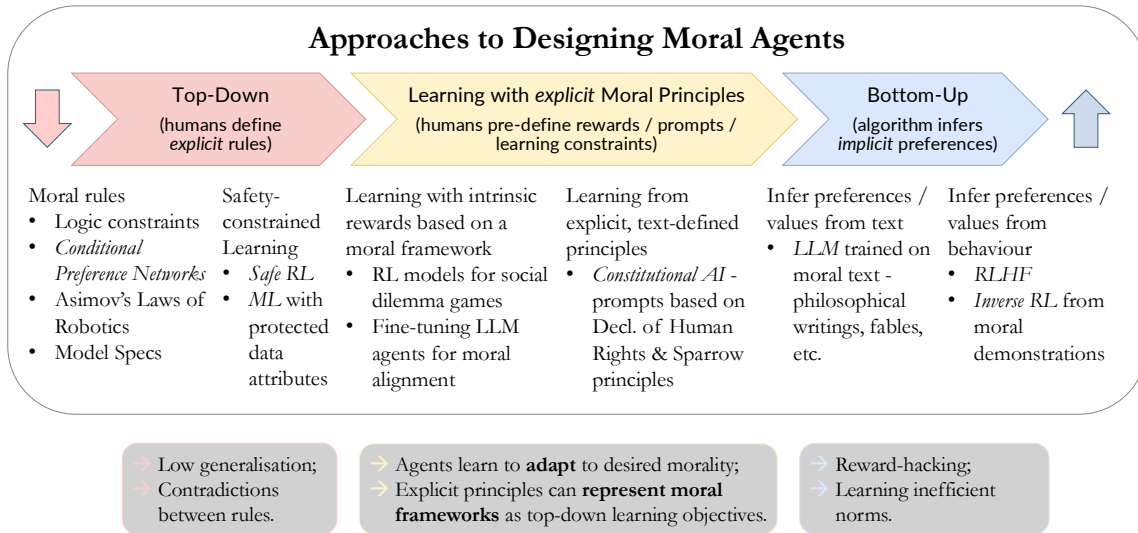 Approaches to Designing Moral Agents
Top-Down
(humans define
explicit rules)
Learning with explicit Moral Principles
(humans pre-define rewards / prompts /
learning constraints)
Bottom-Up
(algorithm infers
implicit preferences)
Moral rules
• Logic constraints
• Conditional
Preference Networks
• Asimov's Laws of
Robotics
• Model Specs
Safety-
constrained
Learning
• Safe RL
• ML with
protected
data
attributes
Learning with intrinsic
rewards based on a
moral framework
• RL models for social
dilemma games
• Fine-tuning LLM
agents for moral
alignment
Learning from
explicit, text-defined
principles
• Constitutional AI -
prompts based on
Decl. of Human
Rights & Sparrow
principles
Infer preferences /
values from text
• LLM trained on
moral text -
philosophical
writings, fables,
etc.
Infer preferences /
values from
behaviour
• RLHF
• Inverse RL from
moral
demonstrations
→ Low generalisation;
→ Contradictions
between rules.
→ Agents learn to adapt to desired morality;
→ Explicit principles can represent moral
frameworks as top-down learning objectives.
→ Reward-hacking;
→ Learning inefficient
norms.